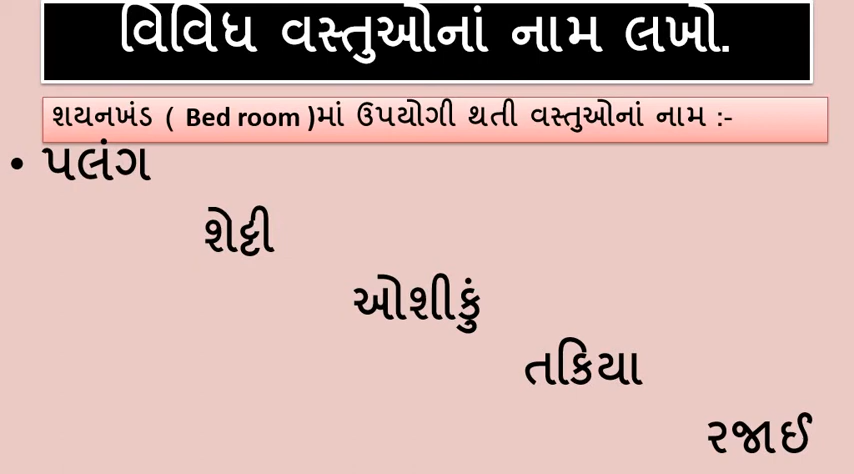 વિવિધ વસ્તુઓનાં નામ લખો.
શયનખંડ ( Bed room )માં ઉપયોગી થતી વસ્તુઓનાં નામ :-
• પલંગ
શેટ્ટી
ઓશીકું
તકિયા
રજાઈ